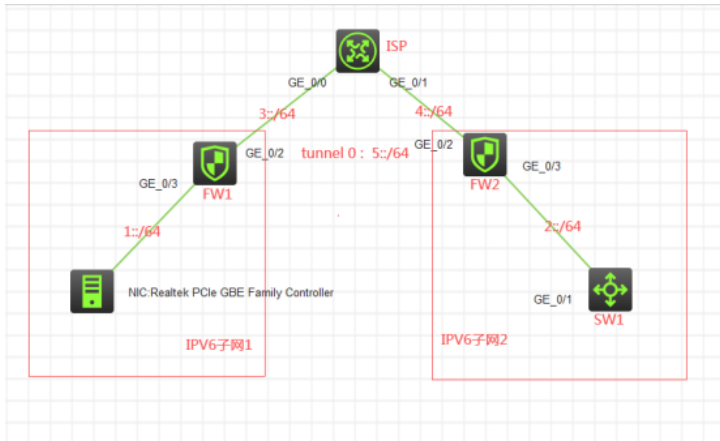 ISP
GE_0/0
GE_0/1
3::/64
4::/64
GE_0/2
tunnel 0 : 5::/64
GE_0/2
GE_0/3
FW1
FW2
GE_0/3
1::/64
2::/64
NIC:Realtek PCIe GBE Family Controller
GE_0/1
SW1
IPV6子网1
IPV6子网2